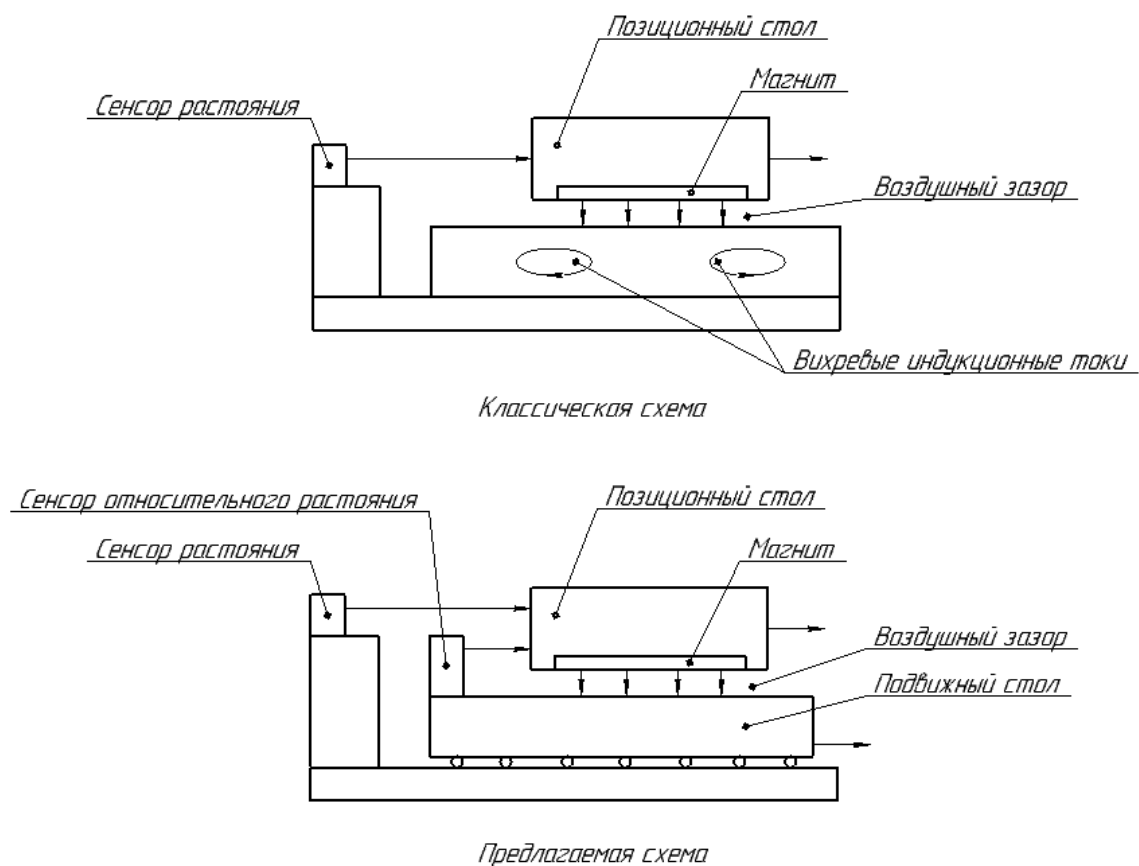 Позиционный стол
Магнит
Сенсор растояния
Воздушный зазор
Вихревые индукционные токи
Классическая схема
Сенсор относительного растояния
Позиционный стол
Сенсор растояния
Магнит
Воздушный зазор
Подвижный стол
Предлагаемая схема